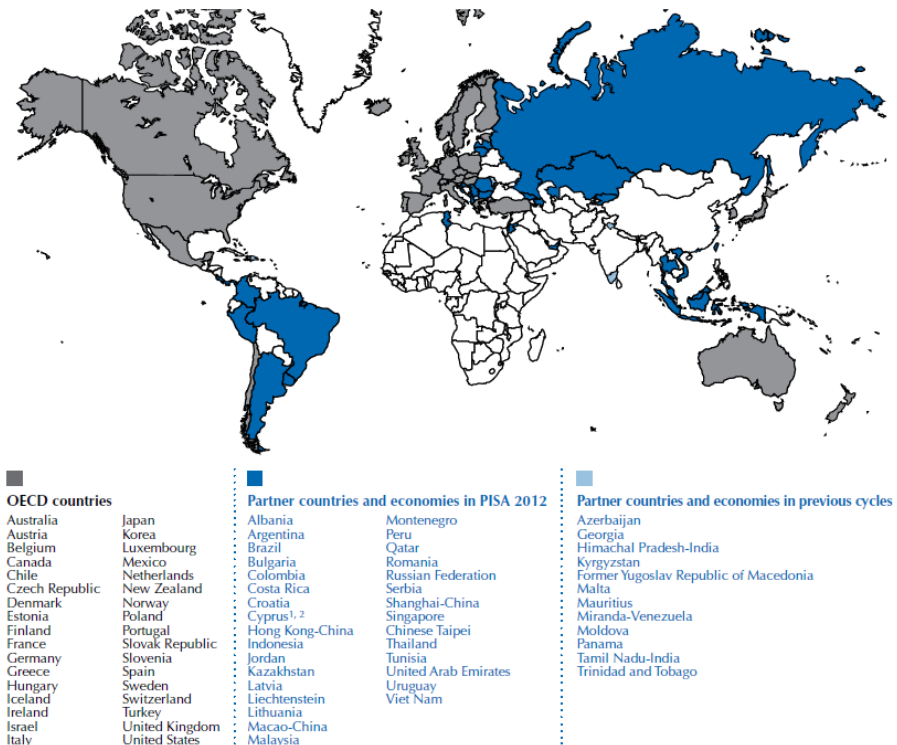 OECD countries
Australia
Austria
Belgium
Canada
Chile
Czech Republic
Denmark
Estonia
Finland
France
Germany
Greece
Hungary
Iceland
Ireland
Israel
Italy
Japan
Korea
Luxembourg
Mexico
Netherlands
New Zealand
Norway
Poland
Portugal
Slovak Republic
Slovenia
Spain
Sweden
Switzerland
Turkey
United Kingdom
United States
Partner countries and economies in PISA 2012
Albania
Argentina
Brazil
Bulgaria
Colombia
Costa Rica
Croatia
Cyprus¹, ²
Hong Kong-China
Indonesia
Jordan
Kazakhstan
Latvia
Liechtenstein
Lithuania
Macao-China
Malaysia
Montenegro
Peru
Qatar
Romania
Russian Federation
Serbia
Shanghai-China
Singapore
Chinese Taipei
Thailand
Tunisia
United Arab Emirates
Uruguay
Viet Nam
Partner countries and economies in previous cycles
Azerbaijan
Georgia
Himachal Pradesh-India
Kyrgyzstan
Former Yugoslav Republic of Macedonia
Malta
Mauritius
Miranda-Venezuela
Moldova
Panama
Tamil Nadu-India
Trinidad and Tobago